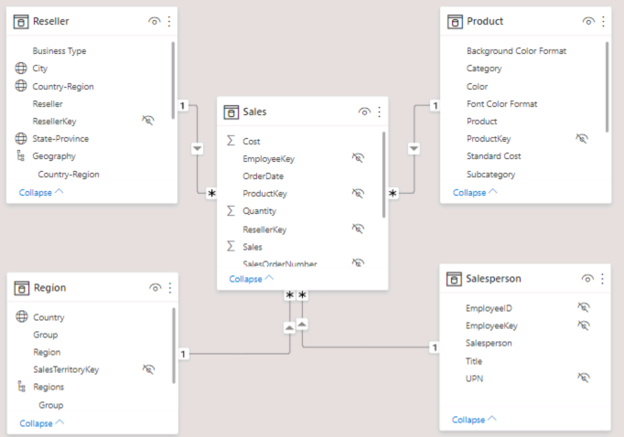 Reseller
Business Type
City
Country-Region
Reseller
ResellerKey
State-Province
Geography
Country-Region
Collapse
Product
Background Color Format
Category
Color
Font Color Format
Product
ProductKey
Standard Cost
Subcategory
Collapse
1
1
Sales
Σ Cost
EmployeeKey
OrderDate
ProductKey
Σ Quantity
ResellerKey
Σ Sales
SalesOrderNumber
Collapse
*
*
* *
Region
Country
Group
Region
SalesTerritoryKey
Regions
Group
Collapse
1
1
Salesperson
EmployeeID
EmployeeKey
Salesperson
Title
UPN
Collapse